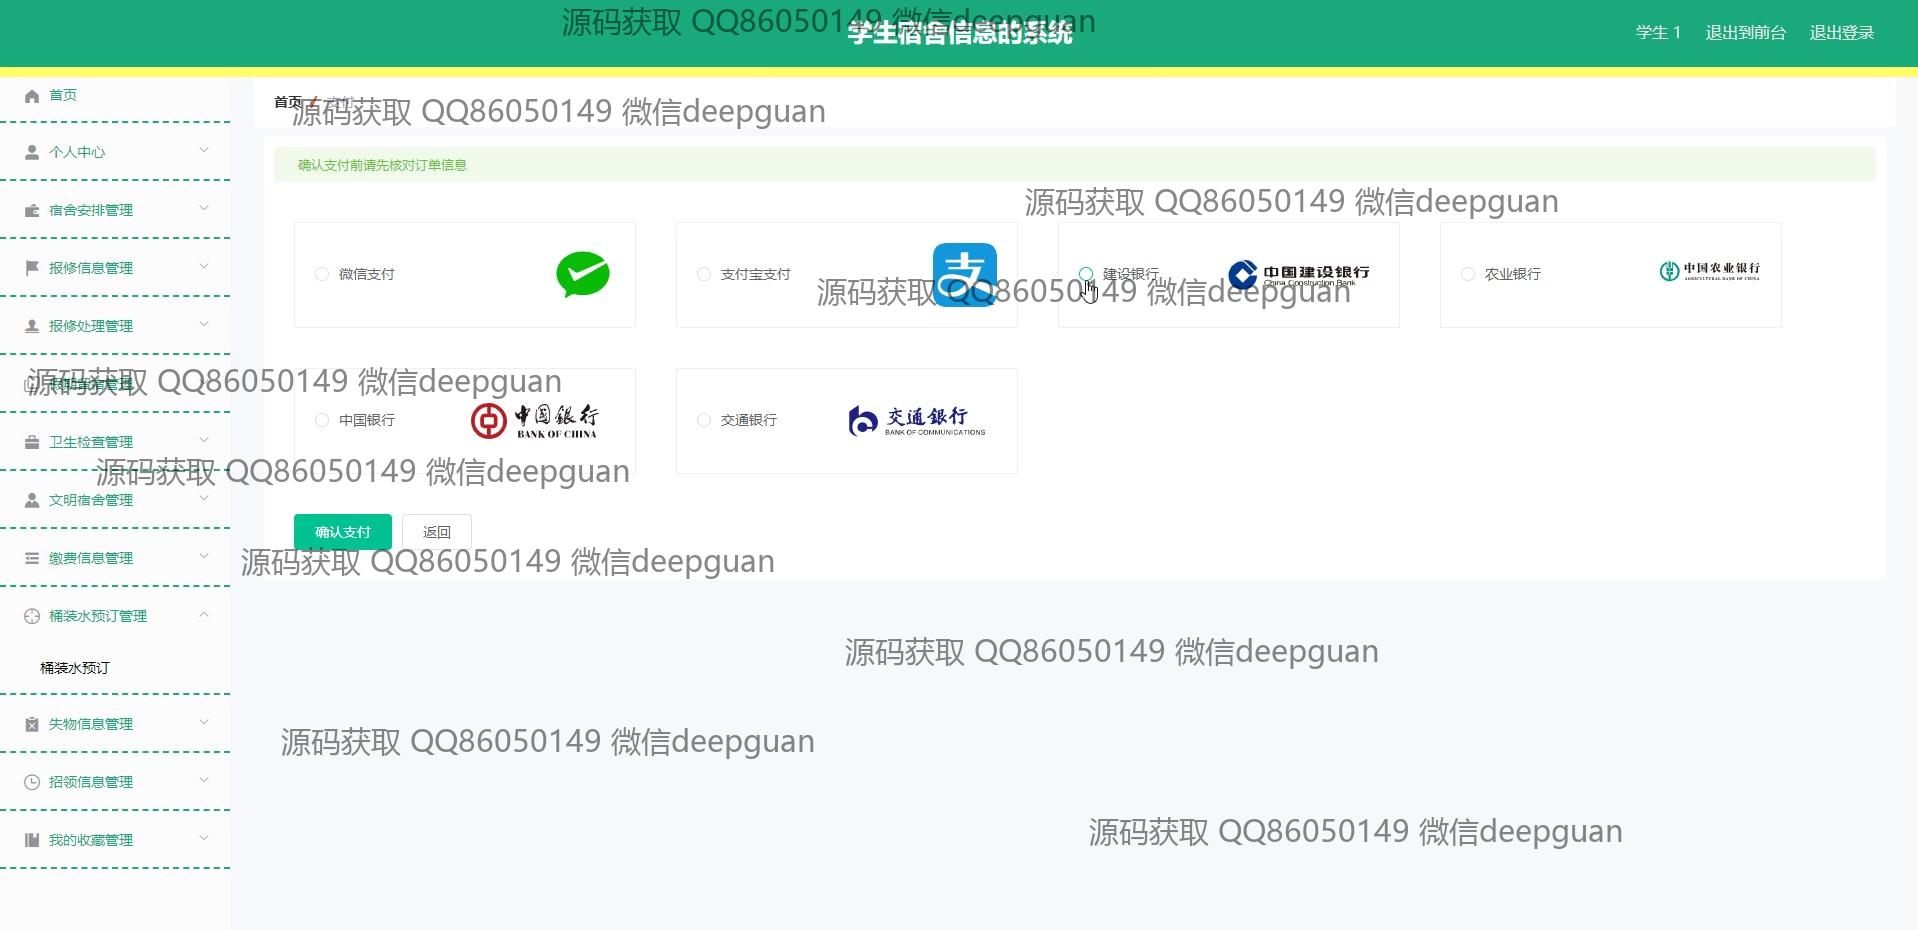 源码获取 QQ86050149 微信deepguan
学生宿舍信息的系统
学生 1 退出到前台 退出登录
首页
首页 / 支付
源码获取 QQ86050149 微信deepguan
个人中心
确认支付前请先核对订单信息
宿舍安排管理
源码获取 QQ86050149 微信deepguan
报修信息管理
微信支付
支付宝支付
支
建设银行
中国建设银行
China Construction Bank
农业银行
中国农业银行
AGRICULTURAL BANK OF CHINA
源码获取 QQ86050149 微信deepguan
报修处理管理
假期留宿管理
源码获取 QQ86050149 微信deepguan
中国银行
中國銀行
BANK OF CHINA
交通银行
交通銀行
BANK OF COMMUNICATIONS
卫生检查管理
源码获取 QQ86050149 微信deepguan
文明宿舍管理
确认支付 返回
缴费信息管理
源码获取 QQ86050149 微信deepguan
桶装水预订管理
源码获取 QQ86050149 微信deepguan
桶装水预订
失物信息管理
源码获取 QQ86050149 微信deepguan
招领信息管理
源码获取 QQ86050149 微信deepguan
我的收藏管理